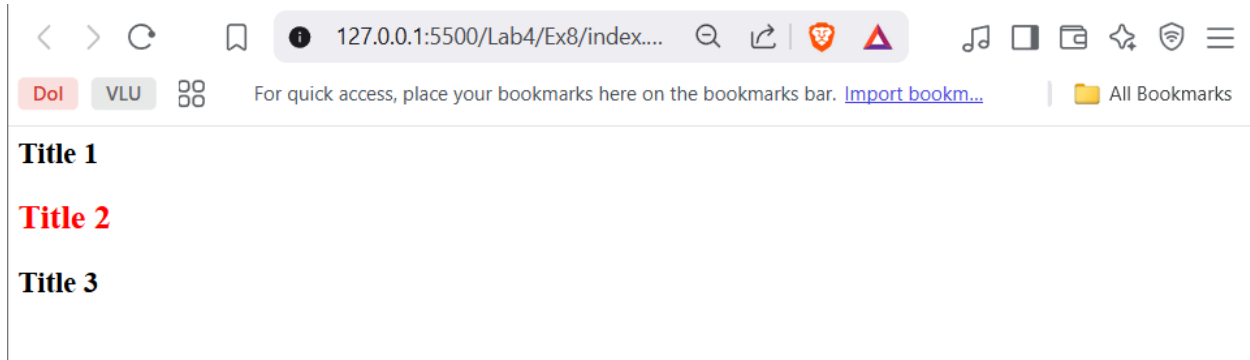 127.0.0.1:5500/Lab4/Ex8/index....
DoI VLU For quick access, place your bookmarks here on the bookmarks bar. Import bookm... All Bookmarks
Title 1
Title 2
Title 3